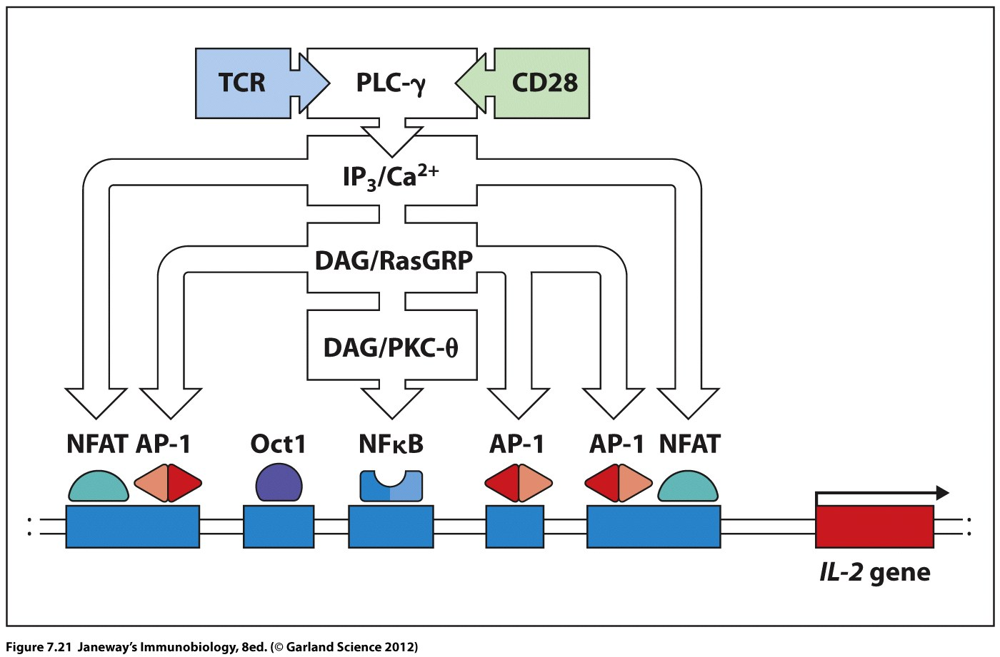 TCR PLC-γ CD28
IP₃/Ca²⁺
DAG/RasGRP
DAG/PKC-θ
NFAT AP-1 Oct1 NFκB AP-1 AP-1 NFAT
IL-2 gene
Figure 7.21 Janeway’s Immunobiology, 8ed. (© Garland Science 2012)